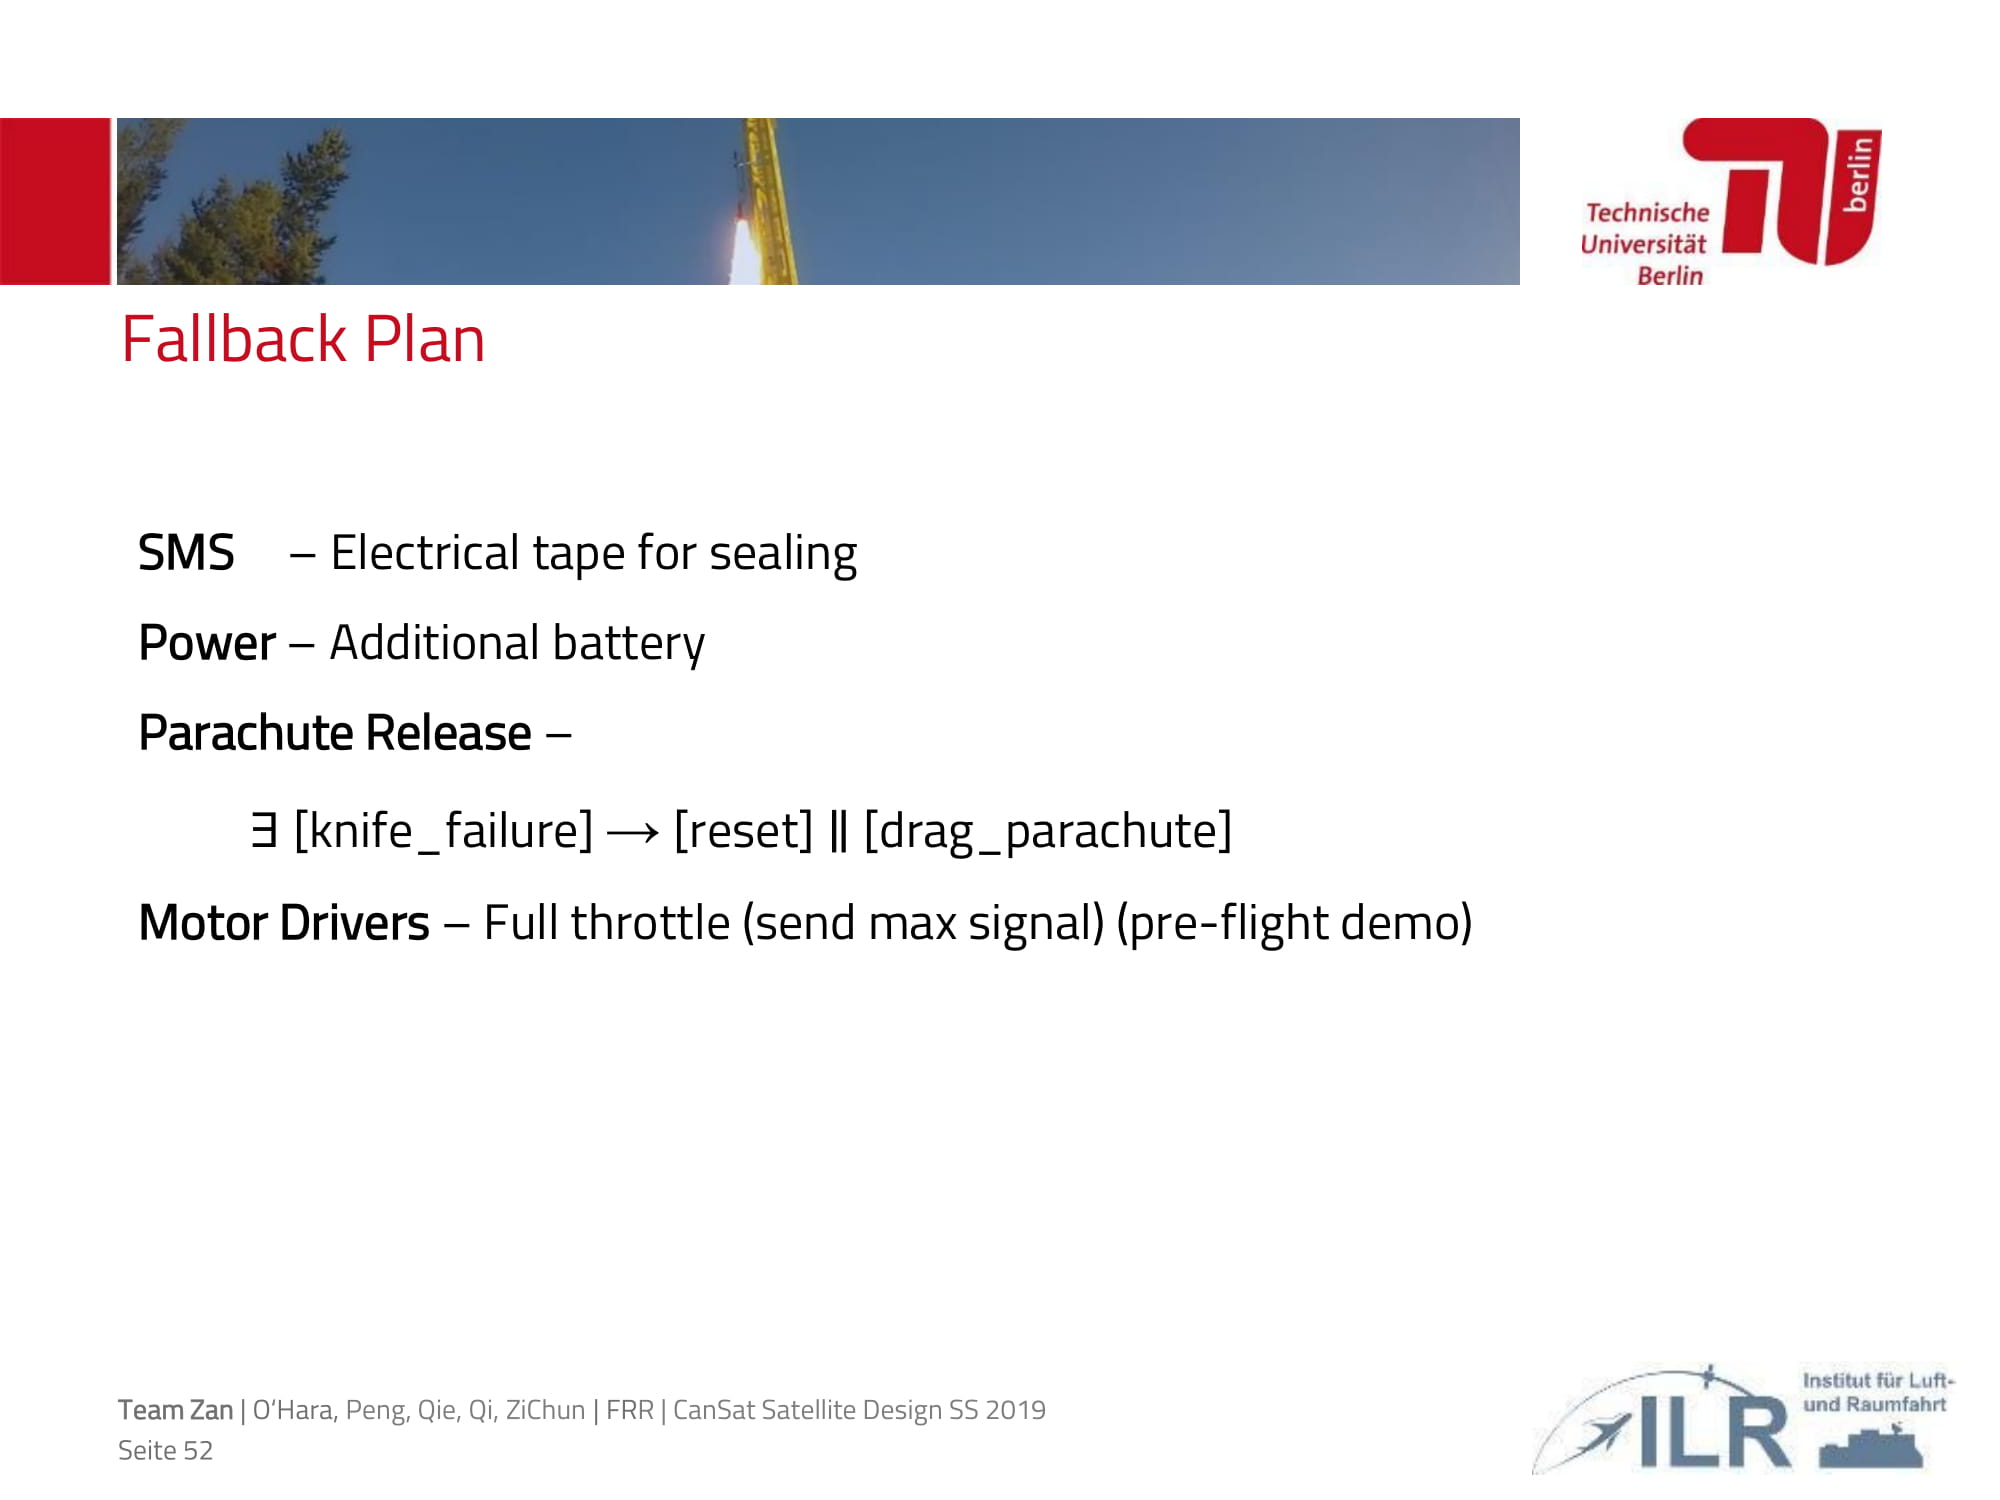 Technische
Universität
Berlin
berlin
Fallback Plan
SMS – Electrical tape for sealing
Power – Additional battery
Parachute Release –
∃ [knife_failure] → [reset] || [drag_parachute]
Motor Drivers – Full throttle (send max signal) (pre-flight demo)
Team Zan | O‘Hara, Peng, Qie, Qi, ZiChun | FRR | CanSat Satellite Design SS 2019
Seite 52
ILR
Institut für Luft-
und Raumfahrt